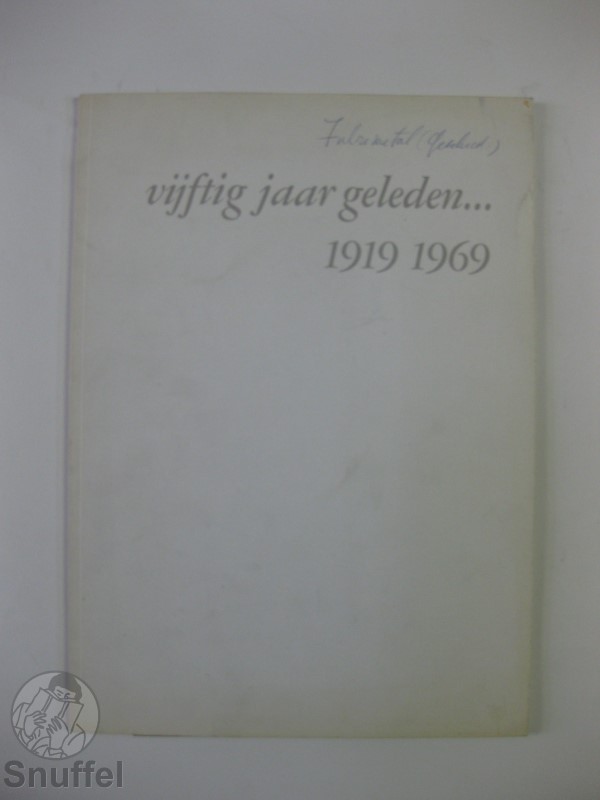 vijftig jaar geleden...
1919 1969
Snuffel